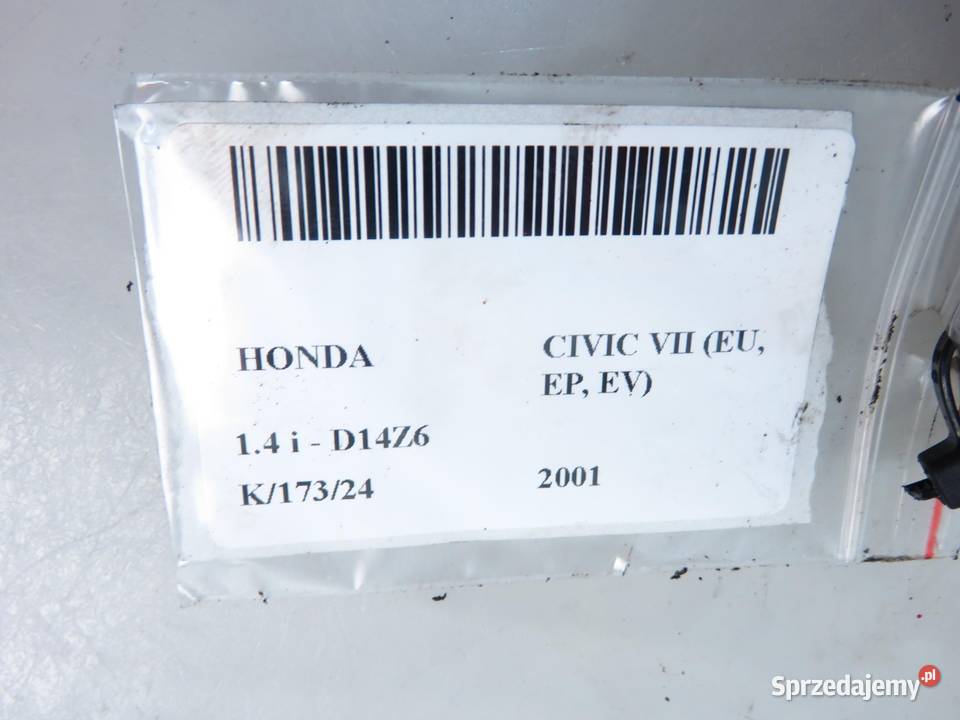 HONDA
CIVIC VII (EU,
EP, EV)
1.4 i - D14Z6
K/173/24
2001
Sprzedajemy.pl